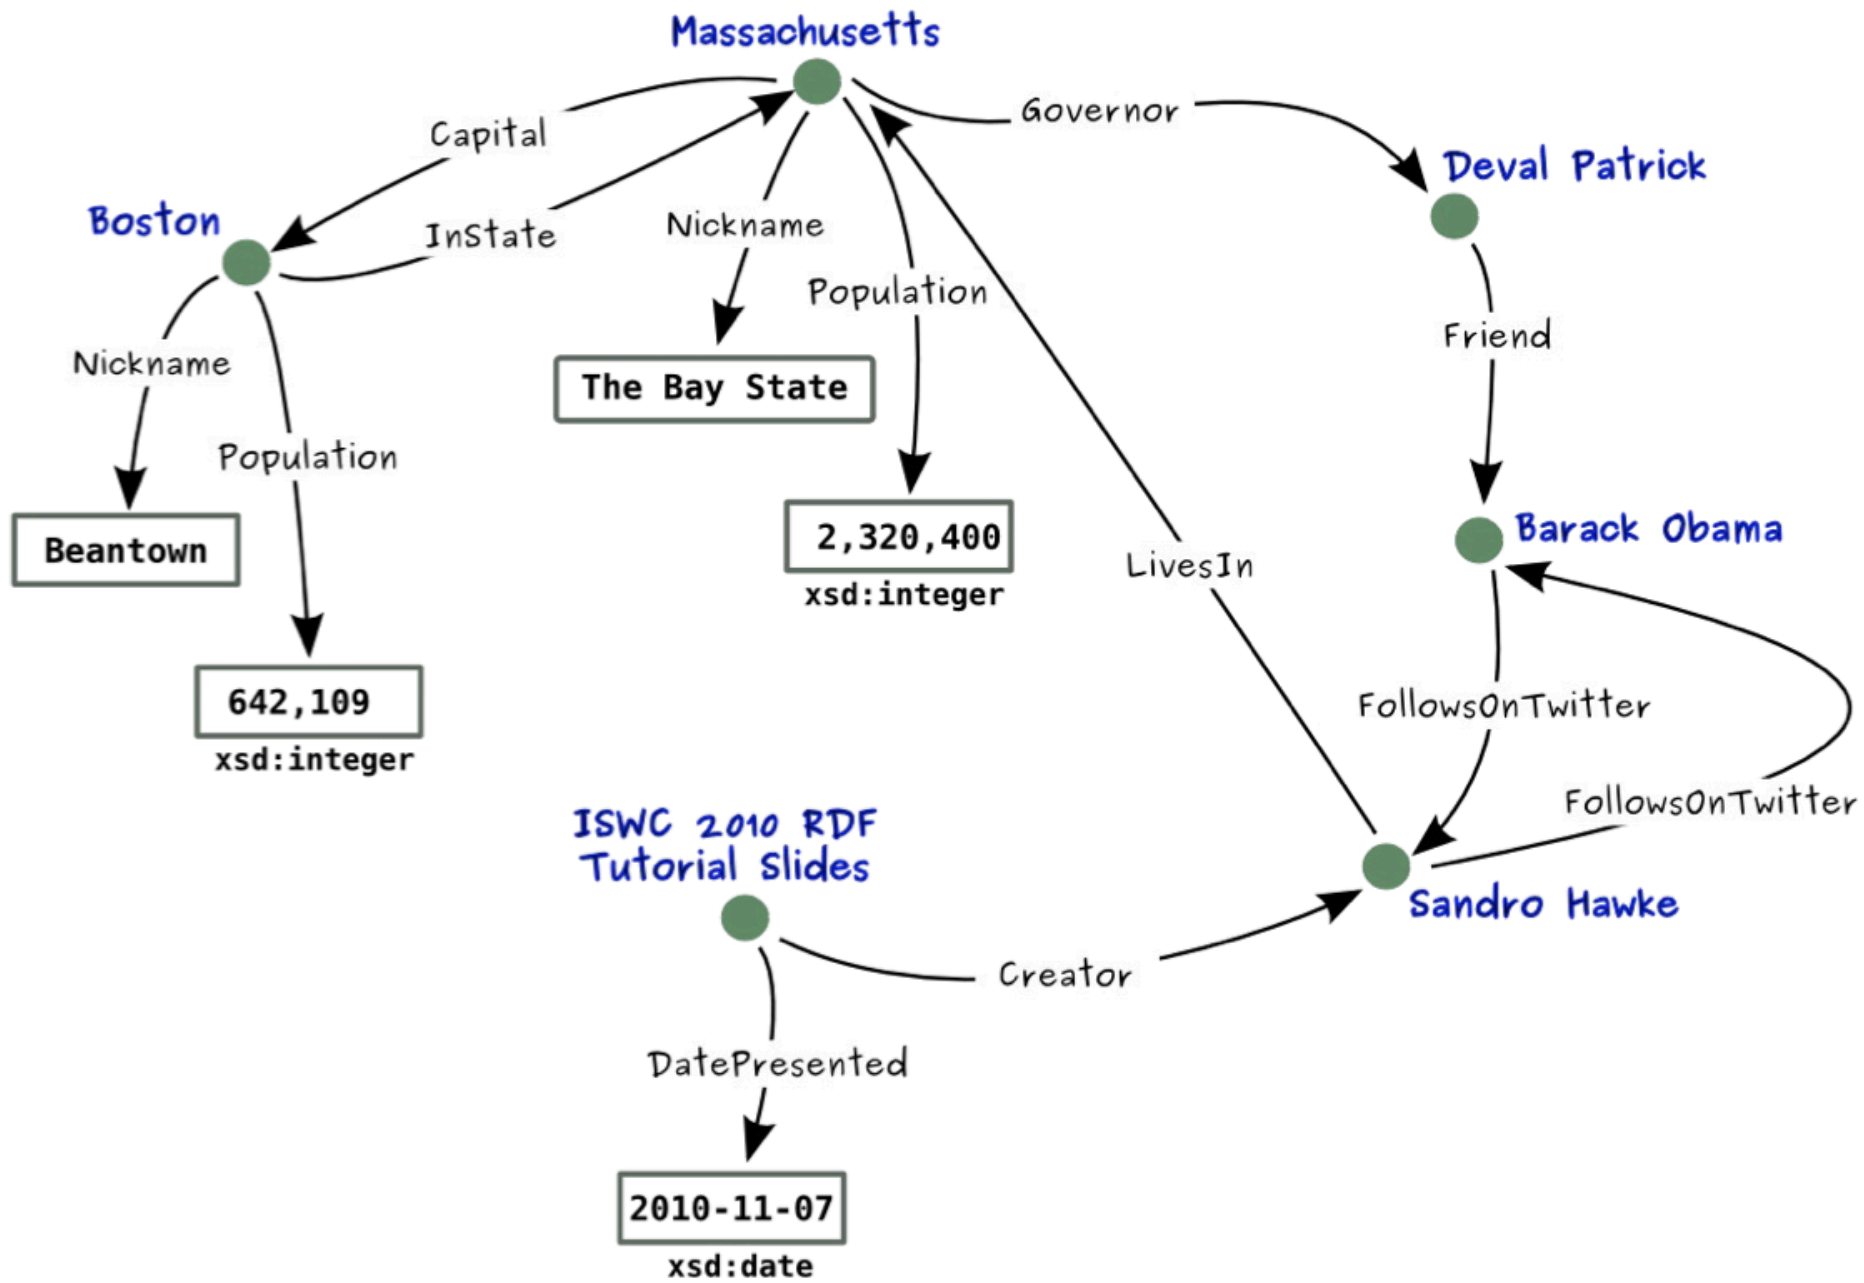 Massachusetts
Governor
Capital
Deval Patrick
Boston
InState
Nickname
Population
Friend
Nickname
The Bay State
Population
Beantown
2,320,400
xsd:integer
Barack Obama
LivesIn
642,109
xsd:integer
FollowsOnTwitter
FollowsOnTwitter
ISWC 2010 RDF
Tutorial Slides
Sandro Hawke
Creator
DatePresented
2010-11-07
xsd:date